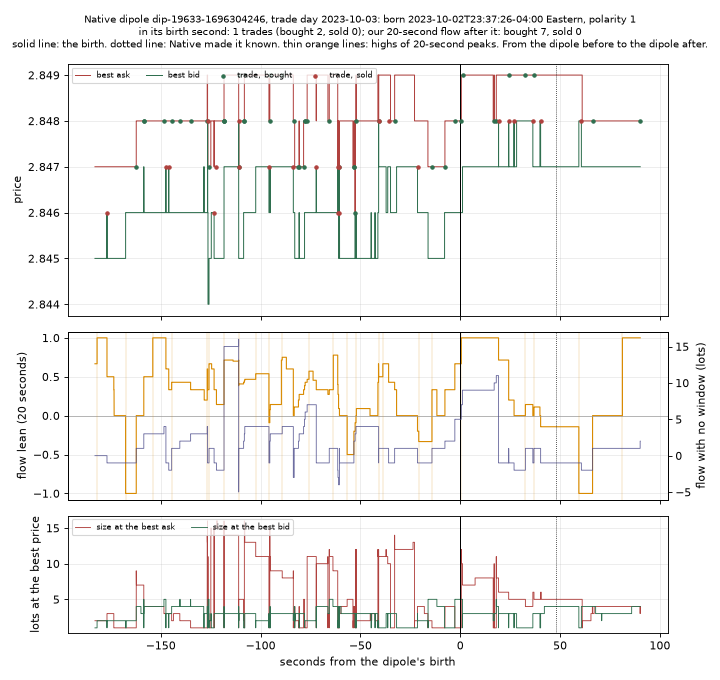 Native dipole dip-19633-1696304246, trade day 2023-10-03: born 2023-10-02T23:37:26-04:00 Eastern, polarity 1
in its birth second: 1 trades (bought 2, sold 0); our 20-second flow after it: bought 7, sold 0
solid line: the birth. dotted line: Native made it known. thin orange lines: highs of 20-second peaks. From the dipole before to the dipole after.
best ask
best bid
trade, bought
trade, sold
2.849
2.848
2.847
2.846
2.845
2.844
price
1.0
0.5
0.0
−0.5
−1.0
flow lean (20 seconds)
15
10
5
0
−5
flow with no window (lots)
size at the best ask
size at the best bid
15
10
5
lots at the best price
−150
−100
−50
0
50
100
seconds from the dipole's birth